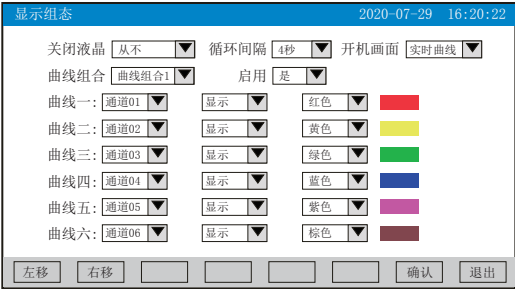 显示组态 2020-07-29 16:20:22
关闭液晶 从不 循环间隔 4秒 开机画面 实时曲线
曲线组合 曲线组合1 启用 是
曲线一: 通道01 显示 红色
曲线二: 通道02 显示 黄色
曲线三: 通道03 显示 绿色
曲线四: 通道04 显示 蓝色
曲线五: 通道05 显示 紫色
曲线六: 通道06 显示 棕色
左移 右移 确认 退出